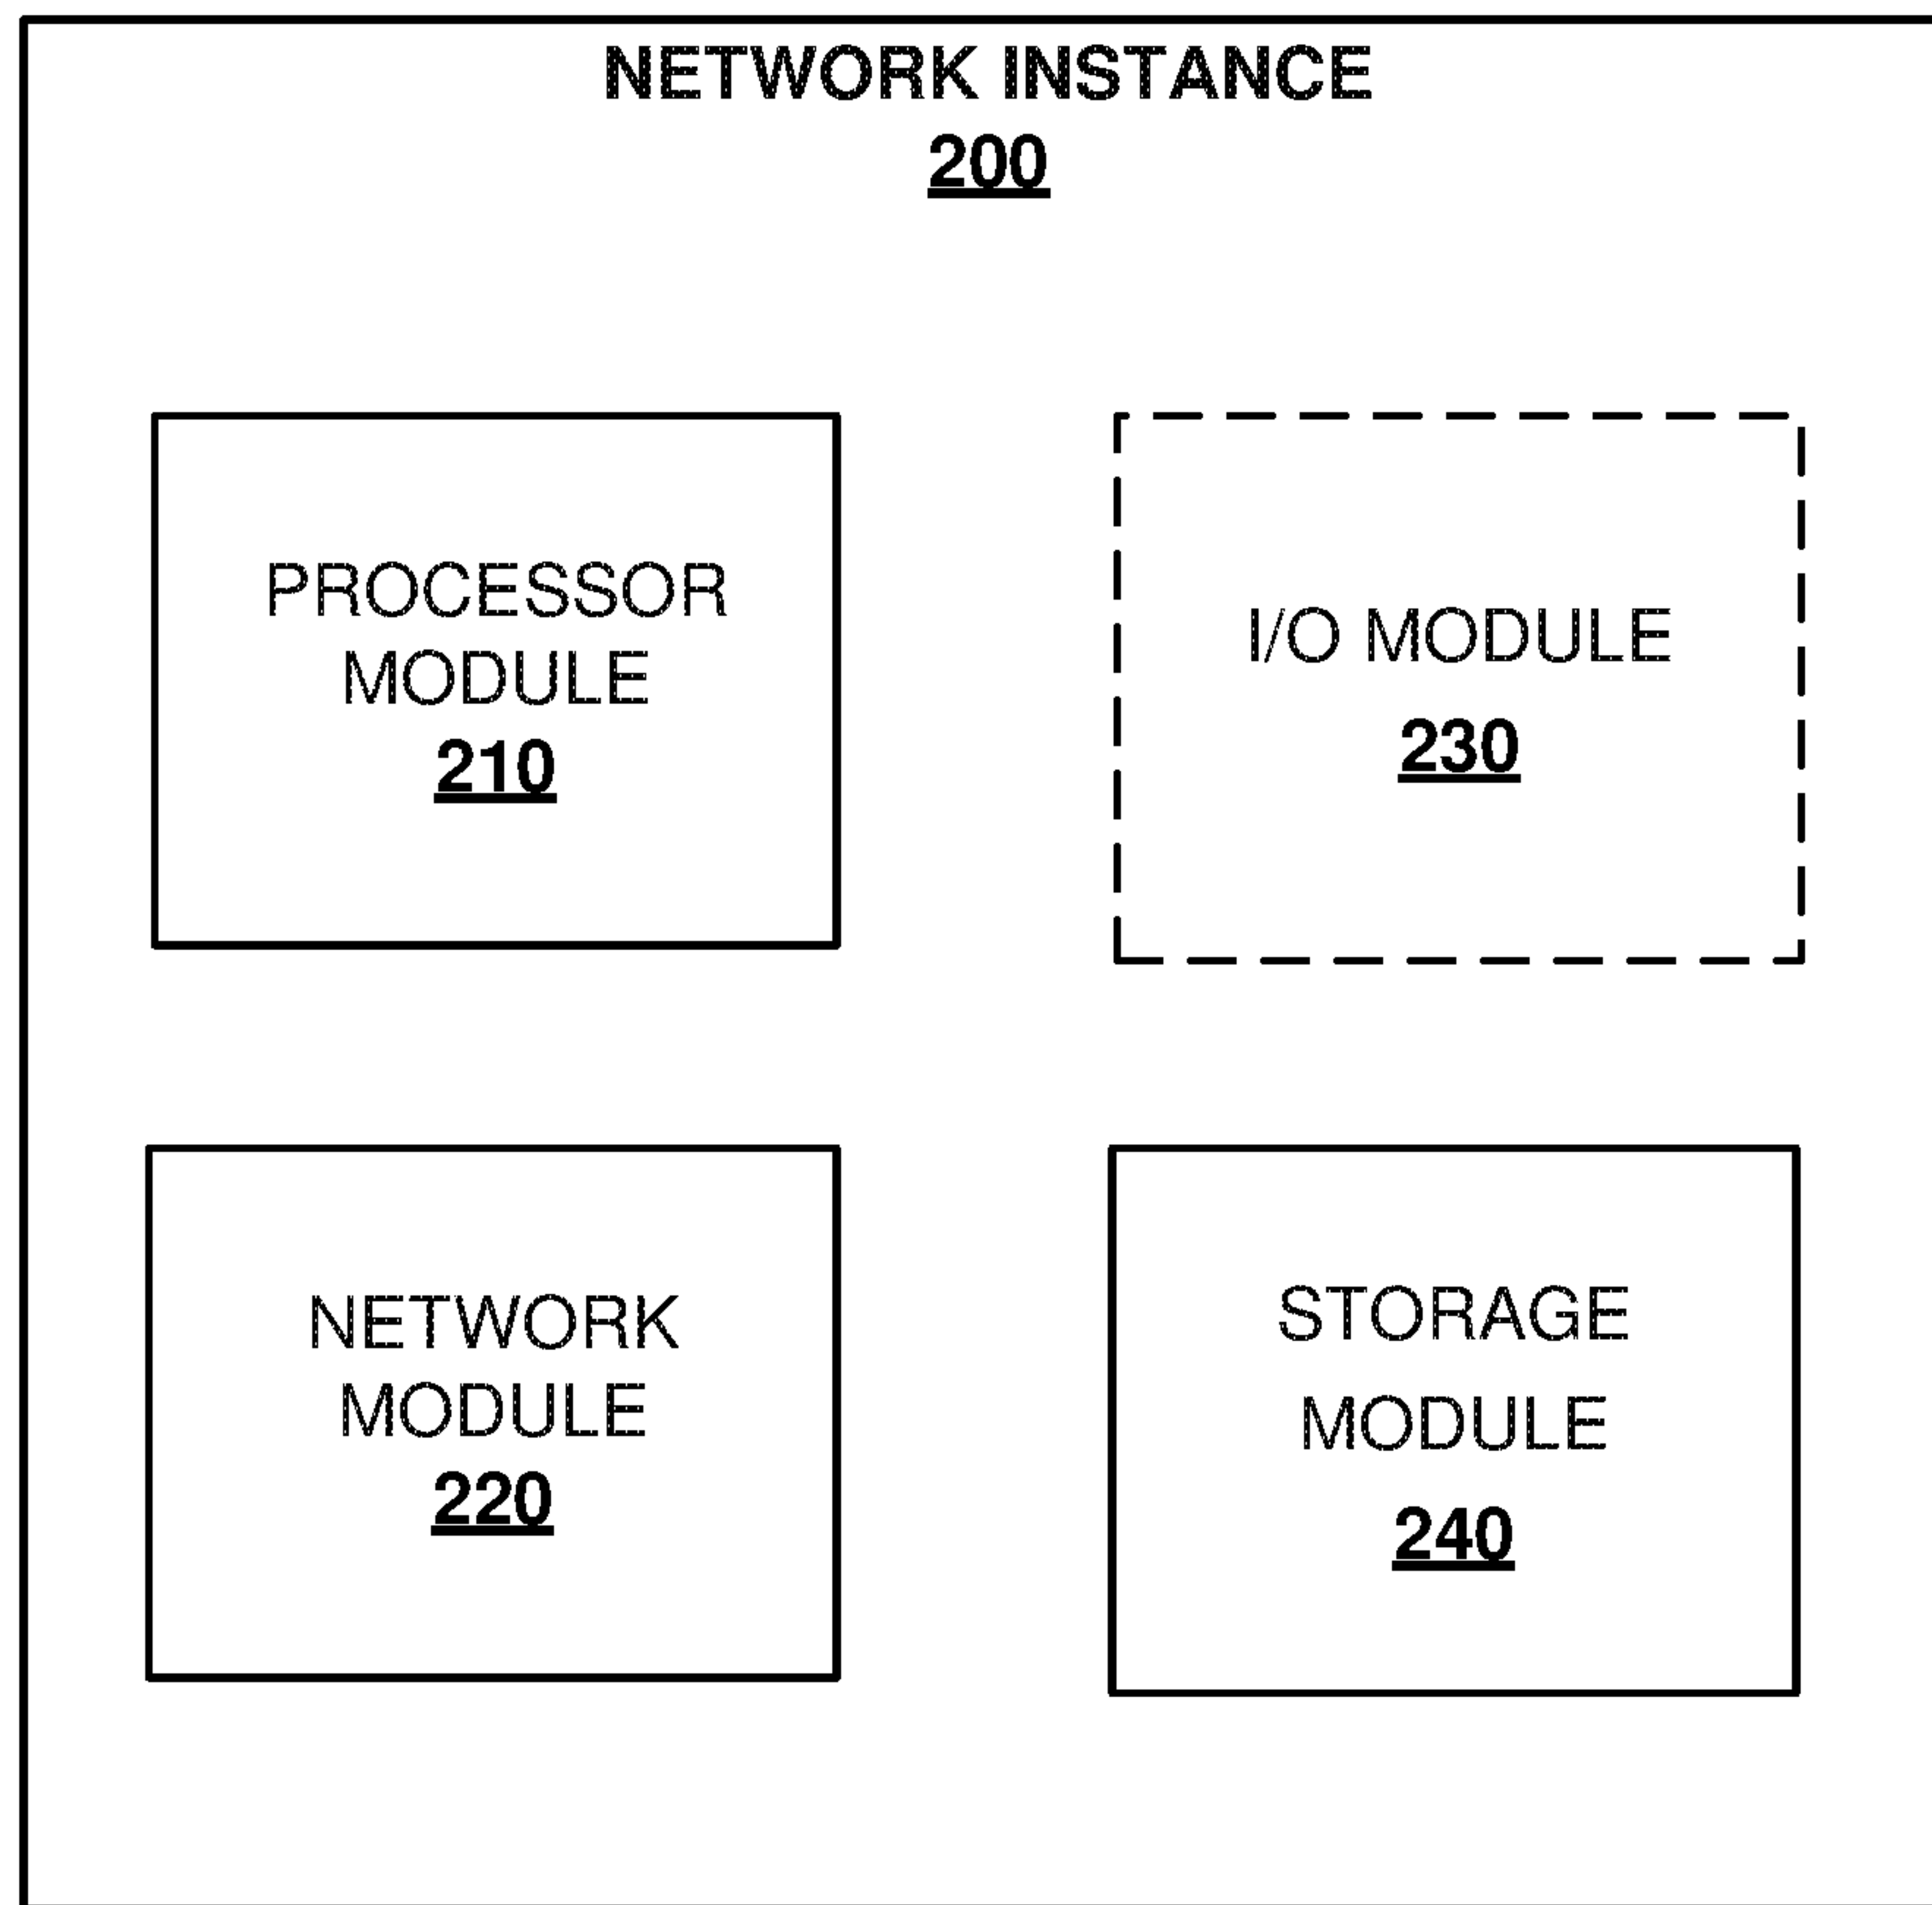 NETWORK INSTANCE
200
PROCESSOR
MODULE
210
I/O MODULE
230
NETWORK
MODULE
220
STORAGE
MODULE
240